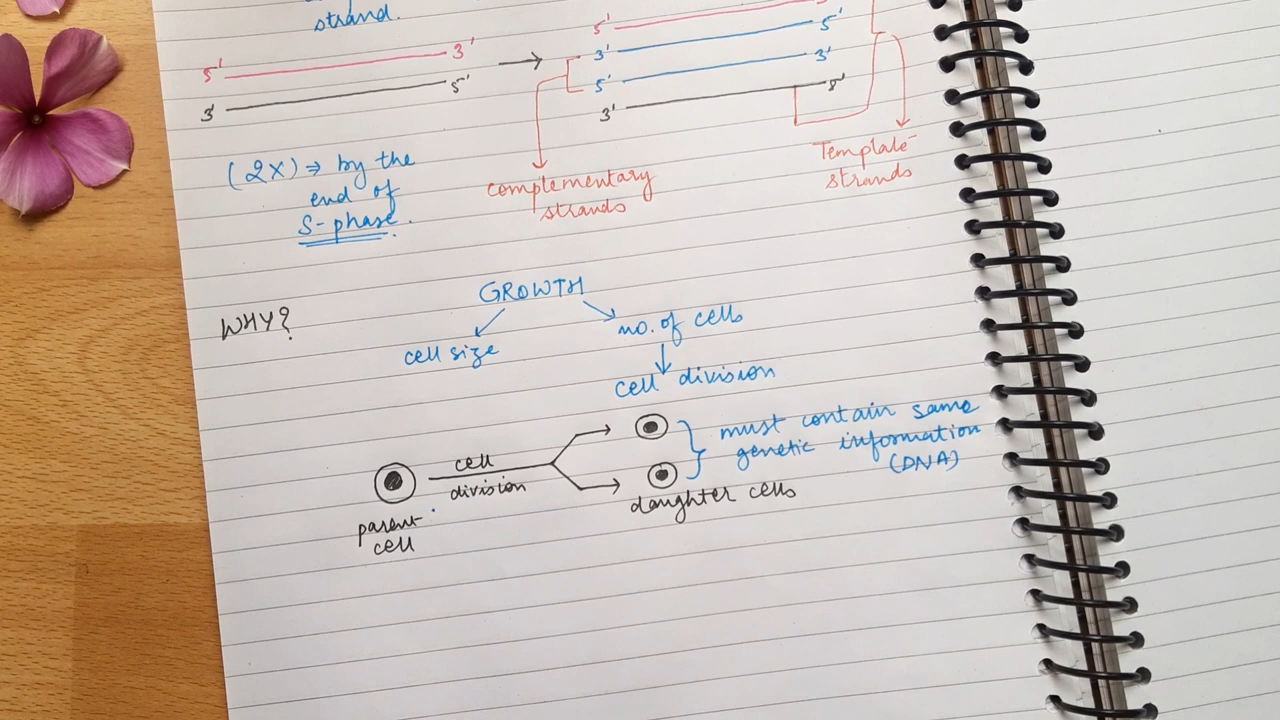 strand.
5' 3'
3' 5'
5' 5'
3'
5' 3'
3' 5'
(2X) ⇒ by the
end of
S-phase.
complementary
strands
Template
strands
WHY?
GROWTH
cell size
no. of cells
cell division
parent
cell
cell
division
daughter cells
must contain same
genetic information
(DNA)